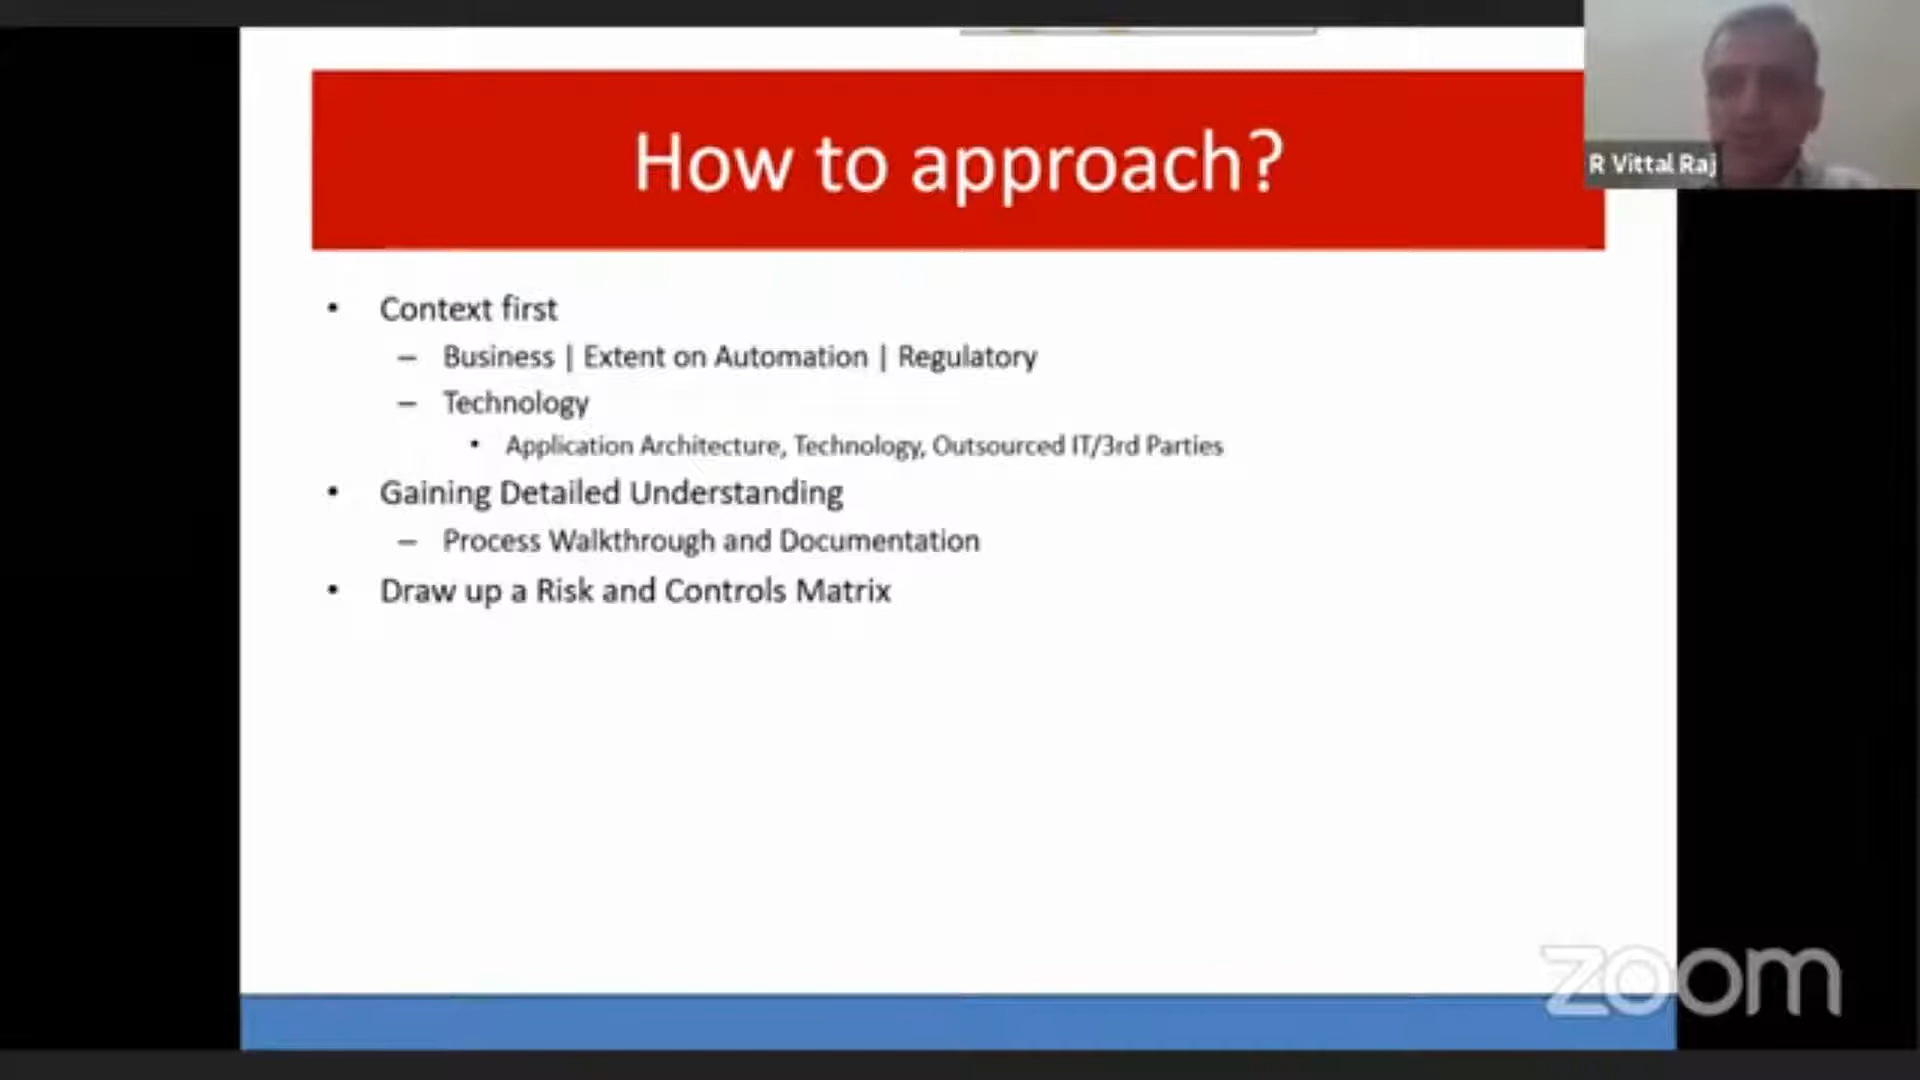 How to approach?
R Vittal Raj
• Context first
– Business | Extent on Automation | Regulatory
– Technology
• Application Architecture, Technology, Outsourced IT/3rd Parties
• Gaining Detailed Understanding
– Process Walkthrough and Documentation
• Draw up a Risk and Controls Matrix
zoom